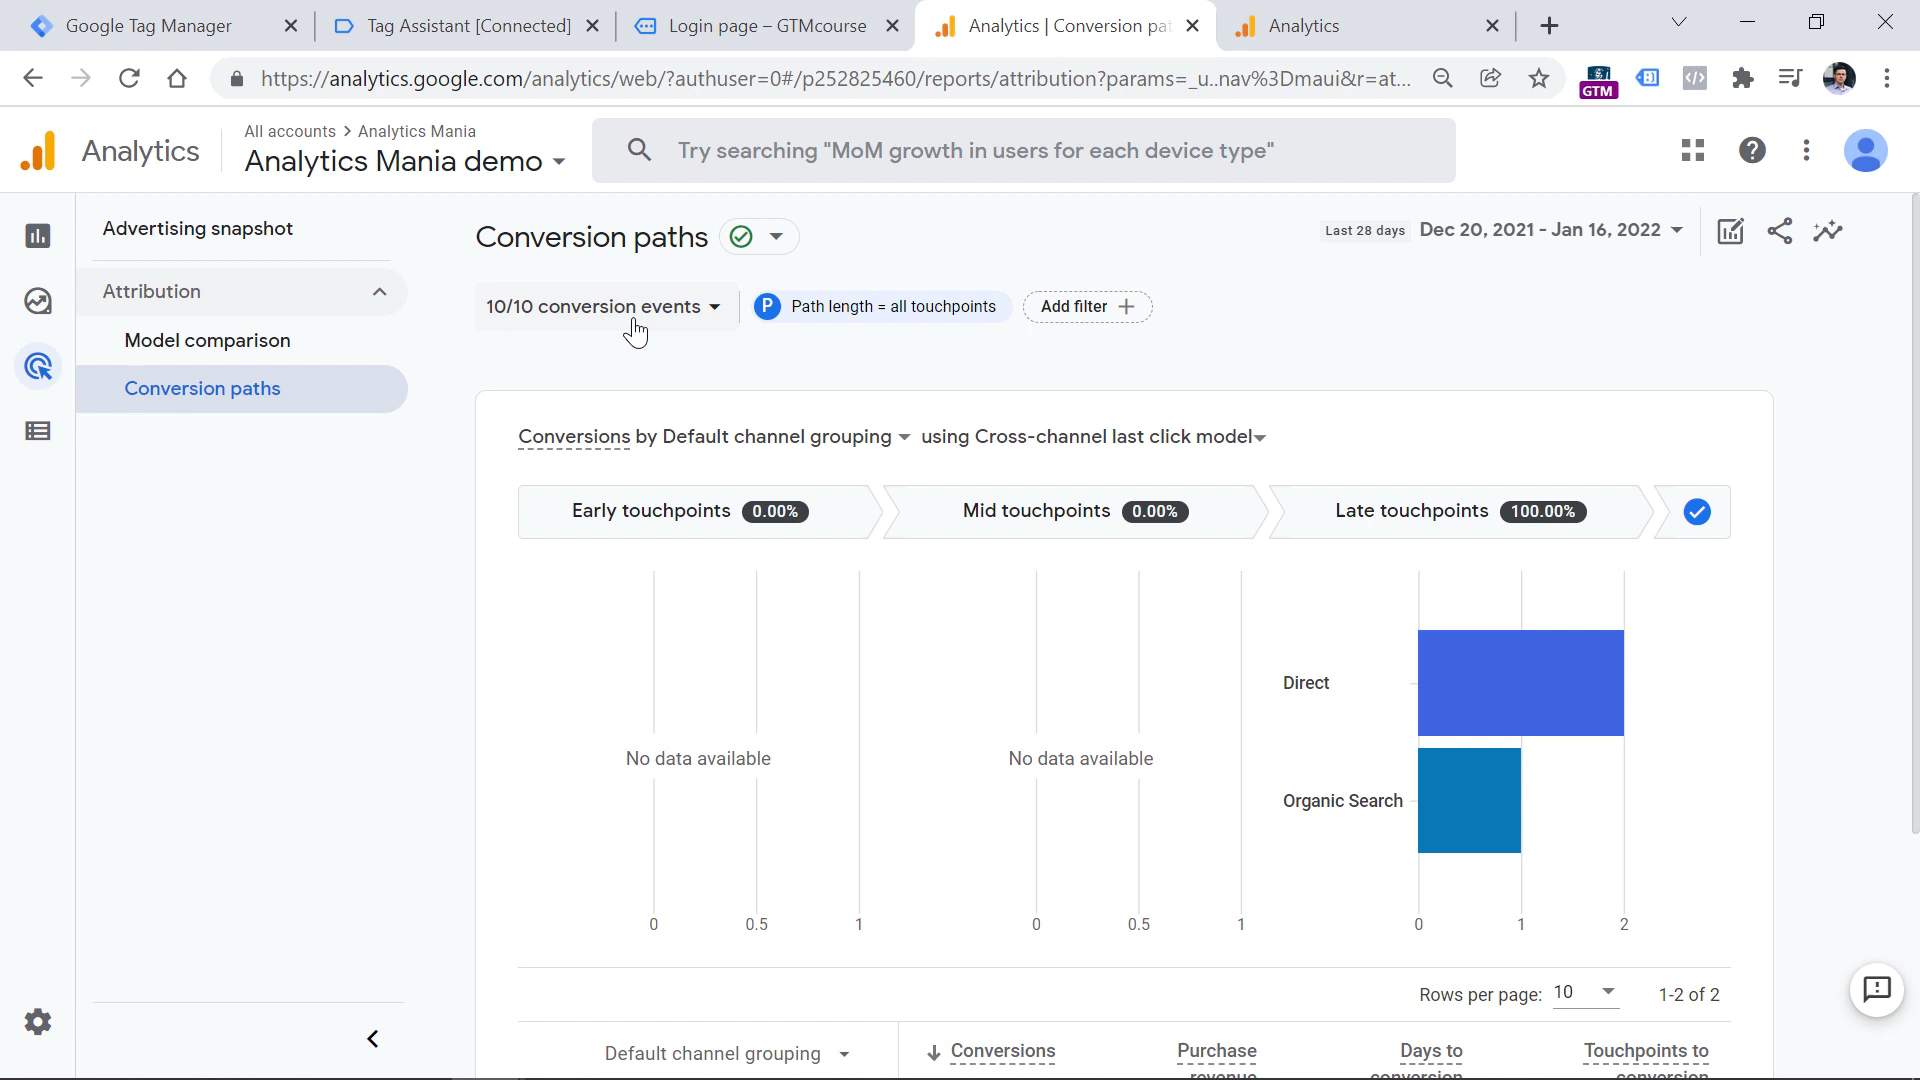 Google Tag Manager
Tag Assistant [Connected]
Login page – GTMcourse
Analytics | Conversion pat
Analytics
https://analytics.google.com/analytics/web/?authuser=0#/p252825460/reports/attribution?params=_u..nav%3Dmaui&r=at...
GTM
Analytics
All accounts > Analytics Mania
Analytics Mania demo
Try searching "MoM growth in users for each device type"
Advertising snapshot
Attribution
Model comparison
Conversion paths
Conversion paths
Last 28 days Dec 20, 2021 - Jan 16, 2022
10/10 conversion events
P Path length = all touchpoints
Add filter +
Conversions by Default channel grouping using Cross-channel last click model
Early touchpoints 0.00%
Mid touchpoints 0.00%
Late touchpoints 100.00%
No data available
0 0.5 1
No data available
0 0.5 1
Direct
Organic Search
0 1 2
Rows per page: 10 1-2 of 2
Default channel grouping
Conversions
Purchase revenue
Days to conversion
Touchpoints to conversion